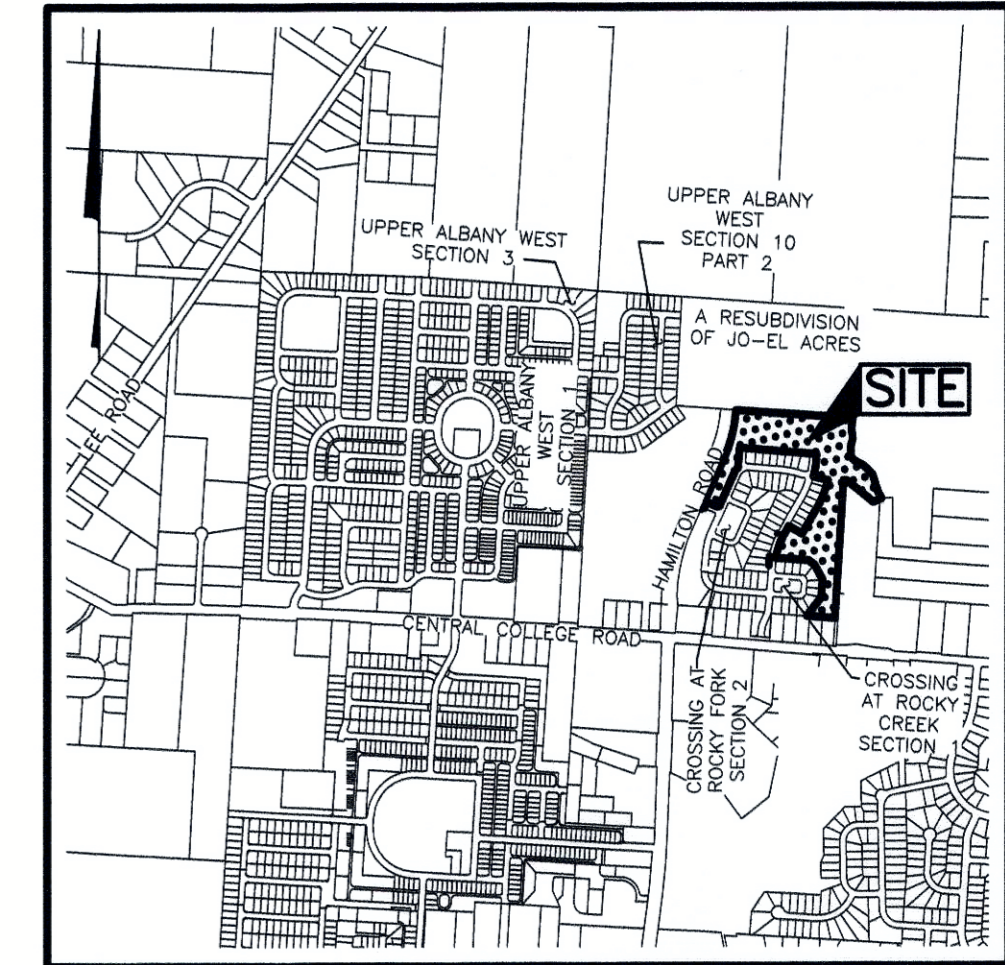 UPPER ALBANY
WEST
SECTION 10
PART 2
UPPER ALBANY WEST
SECTION 3
A RESUBDIVISION
OF JO-EL ACRES
SITE
EE ROAD
UPPER ALBANY
WEST
SECTION 1
HAMILTON ROAD
CENTRAL COLLEGE ROAD
CROSSING AT
ROCKY FORK
SECTION 2
CROSSING
AT ROCKY
CREEK
SECTION 1